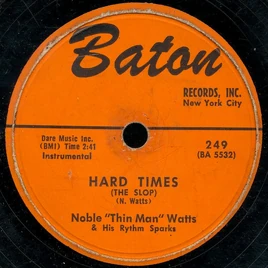 Baton
RECORDS, INC.
New York City
Dare Music Inc.
(BMI) Time 2:41
Instrumental
249
(BA 5532)
HARD TIMES
(THE SLOP)
(N. Watts)
Noble "Thin Man" Watts
& His Rythm Sparks